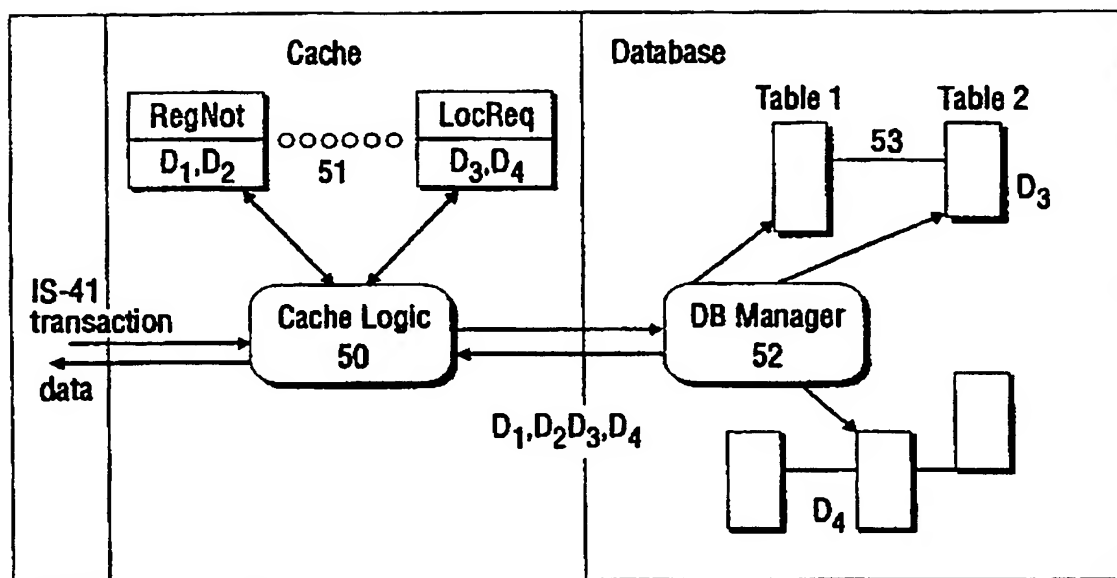 Cache
Database
RegNot
D₁,D₂
51
LocReq
D₃,D₄
Table 1
Table 2
53
D₃
IS-41
transaction
data
Cache Logic
50
DB Manager
52
D₁,D₂D₃,D₄
D₄